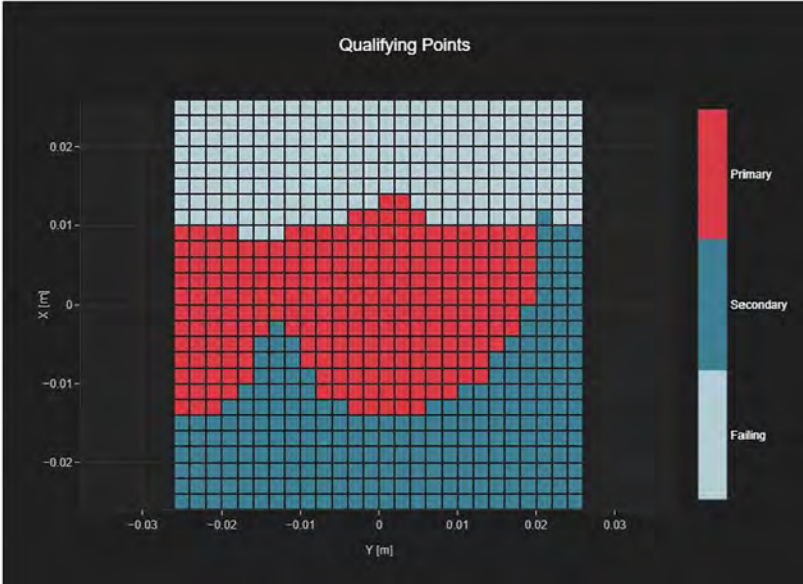 Qualifying Points
0.02
0.01
0
−0.01
−0.02
X [m]
−0.03
−0.02
−0.01
0
0.01
0.02
0.03
Y [m]
Primary
Secondary
Failing